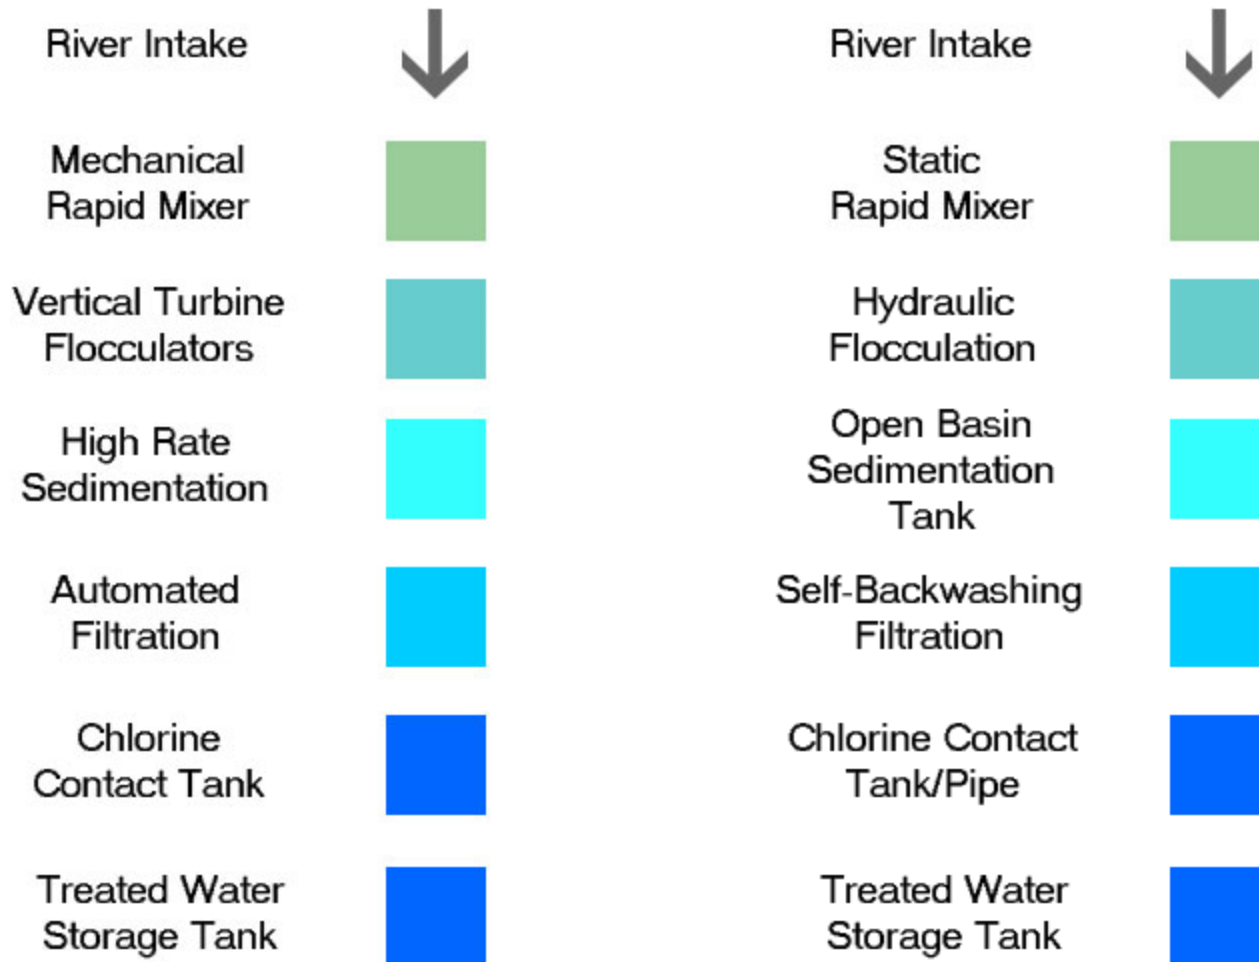 River Intake
Mechanical
Rapid Mixer
Vertical Turbine
Flocculators
High Rate
Sedimentation
Automated
Filtration
Chlorine
Contact Tank
Treated Water
Storage Tank
River Intake
Static
Rapid Mixer
Hydraulic
Flocculation
Open Basin
Sedimentation
Tank
Self-Backwashing
Filtration
Chlorine Contact
Tank/Pipe
Treated Water
Storage Tank